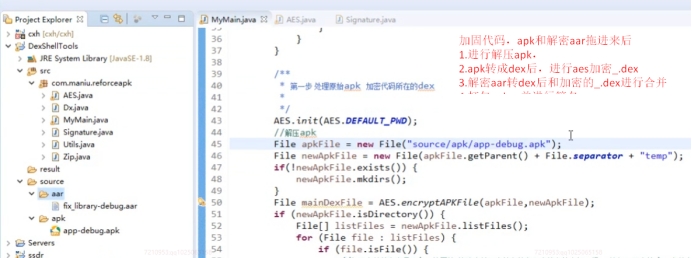 Project Explorer
cxh [cxh/cxh]
DexShellTools
JRE System Library [JavaSE-1.8]
src
com.maniu.reforceapk
AES.java
Dx.java
MyMain.java
Signature.java
Utils.java
Zip.java
result
source
aar
fix_library-debug.aar
apk
app-debug.apk
Servers
ssdr
MyMain.java
AES.java
Signature.java
35
36 }
37 }
38
39 /**
40 * 第一步 处理原始apk 加密代码所在的dex
41 *
42 */
43 AES.init(AES.DEFAULT_PWD);
44 //解压apk
45 File apkFile = new File("source/apk/app-debug.apk");
46 File newApkFile = new File(apkFile.getParent() + File.separator + "temp");
47 if(!newApkFile.exists()) {
48 newApkFile.mkdirs();
49 }
50 File mainDexFile = AES.encryptAPKFile(apkFile,newApkFile);
51 if (newApkFile.isDirectory()) {
52 File[] listFiles = newApkFile.listFiles();
53 for (File file : listFiles) {
54 if (file.isFile()) {
加固代码. apk和解密aar拖进来后
1.进行解压apk.
2.apk转成dex后, 进行aes加密_.dex
3.解密aar转dex后和加密的_.dex进行合并